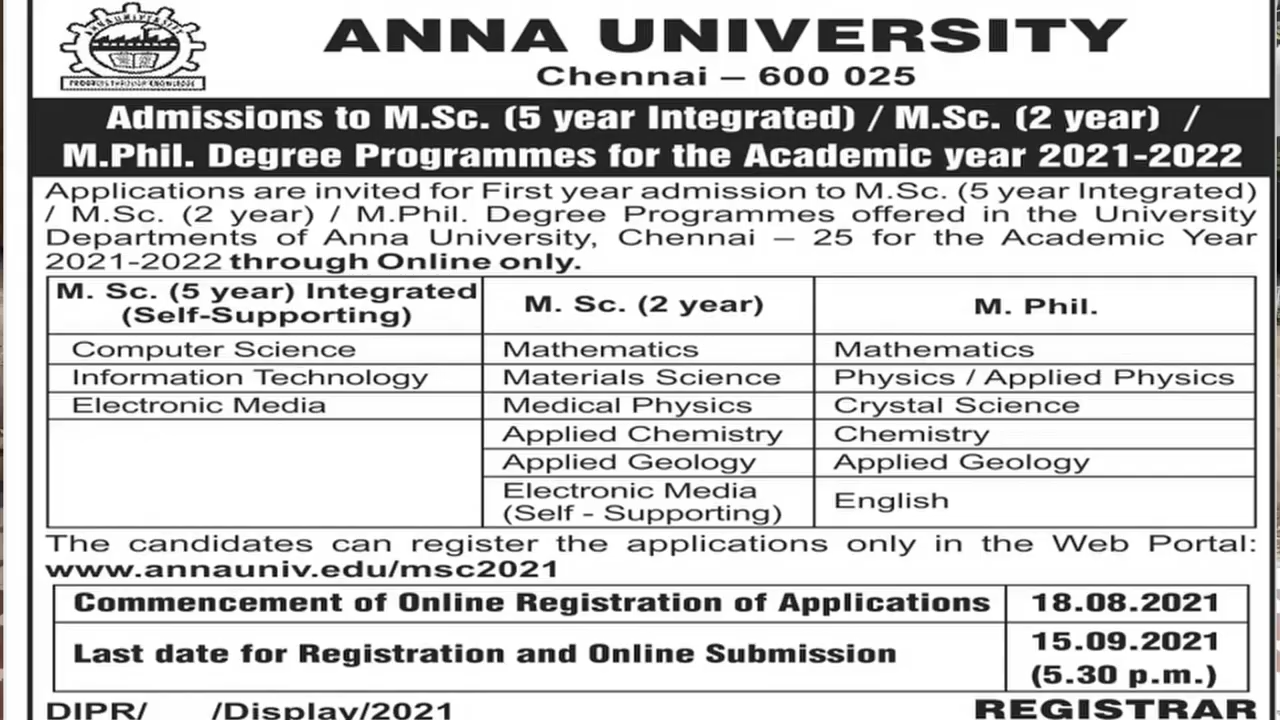 ANNA UNIVERSITY
PROGRESS THROUGH KNOWLEDGE
Chennai – 600 025
Admissions to M.Sc. (5 year Integrated) / M.Sc. (2 year) /
M.Phil. Degree Programmes for the Academic year 2021-2022
Applications are invited for First year admission to M.Sc. (5 year Integrated)
/ M.Sc. (2 year) / M.Phil. Degree Programmes offered in the University
Departments of Anna University, Chennai – 25 for the Academic Year
2021-2022 through Online only.
M. Sc. (5 year) Integrated
(Self-Supporting)
M. Sc. (2 year)
M. Phil.
Computer Science
Mathematics
Mathematics
Information Technology
Materials Science
Physics / Applied Physics
Electronic Media
Medical Physics
Crystal Science
Applied Chemistry
Chemistry
Applied Geology
Applied Geology
Electronic Media
(Self - Supporting)
English
The candidates can register the applications only in the Web Portal:
www.annauniv.edu/msc2021
Commencement of Online Registration of Applications
18.08.2021
Last date for Registration and Online Submission
15.09.2021
(5.30 p.m.)
DIPR/ /Display/2021
REGISTRAR